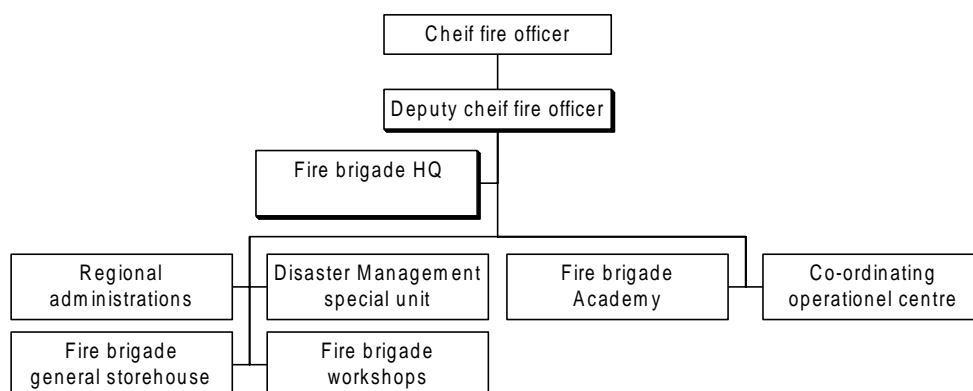 Cheif fire officer
Deputy cheif fire officer
Fire brigade HQ
Regional
administrations
Disaster Management
special unit
Fire brigade
Academy
Co-ordinating
operationel centre
Fire brigade
general storehouse
Fire brigade
workshops